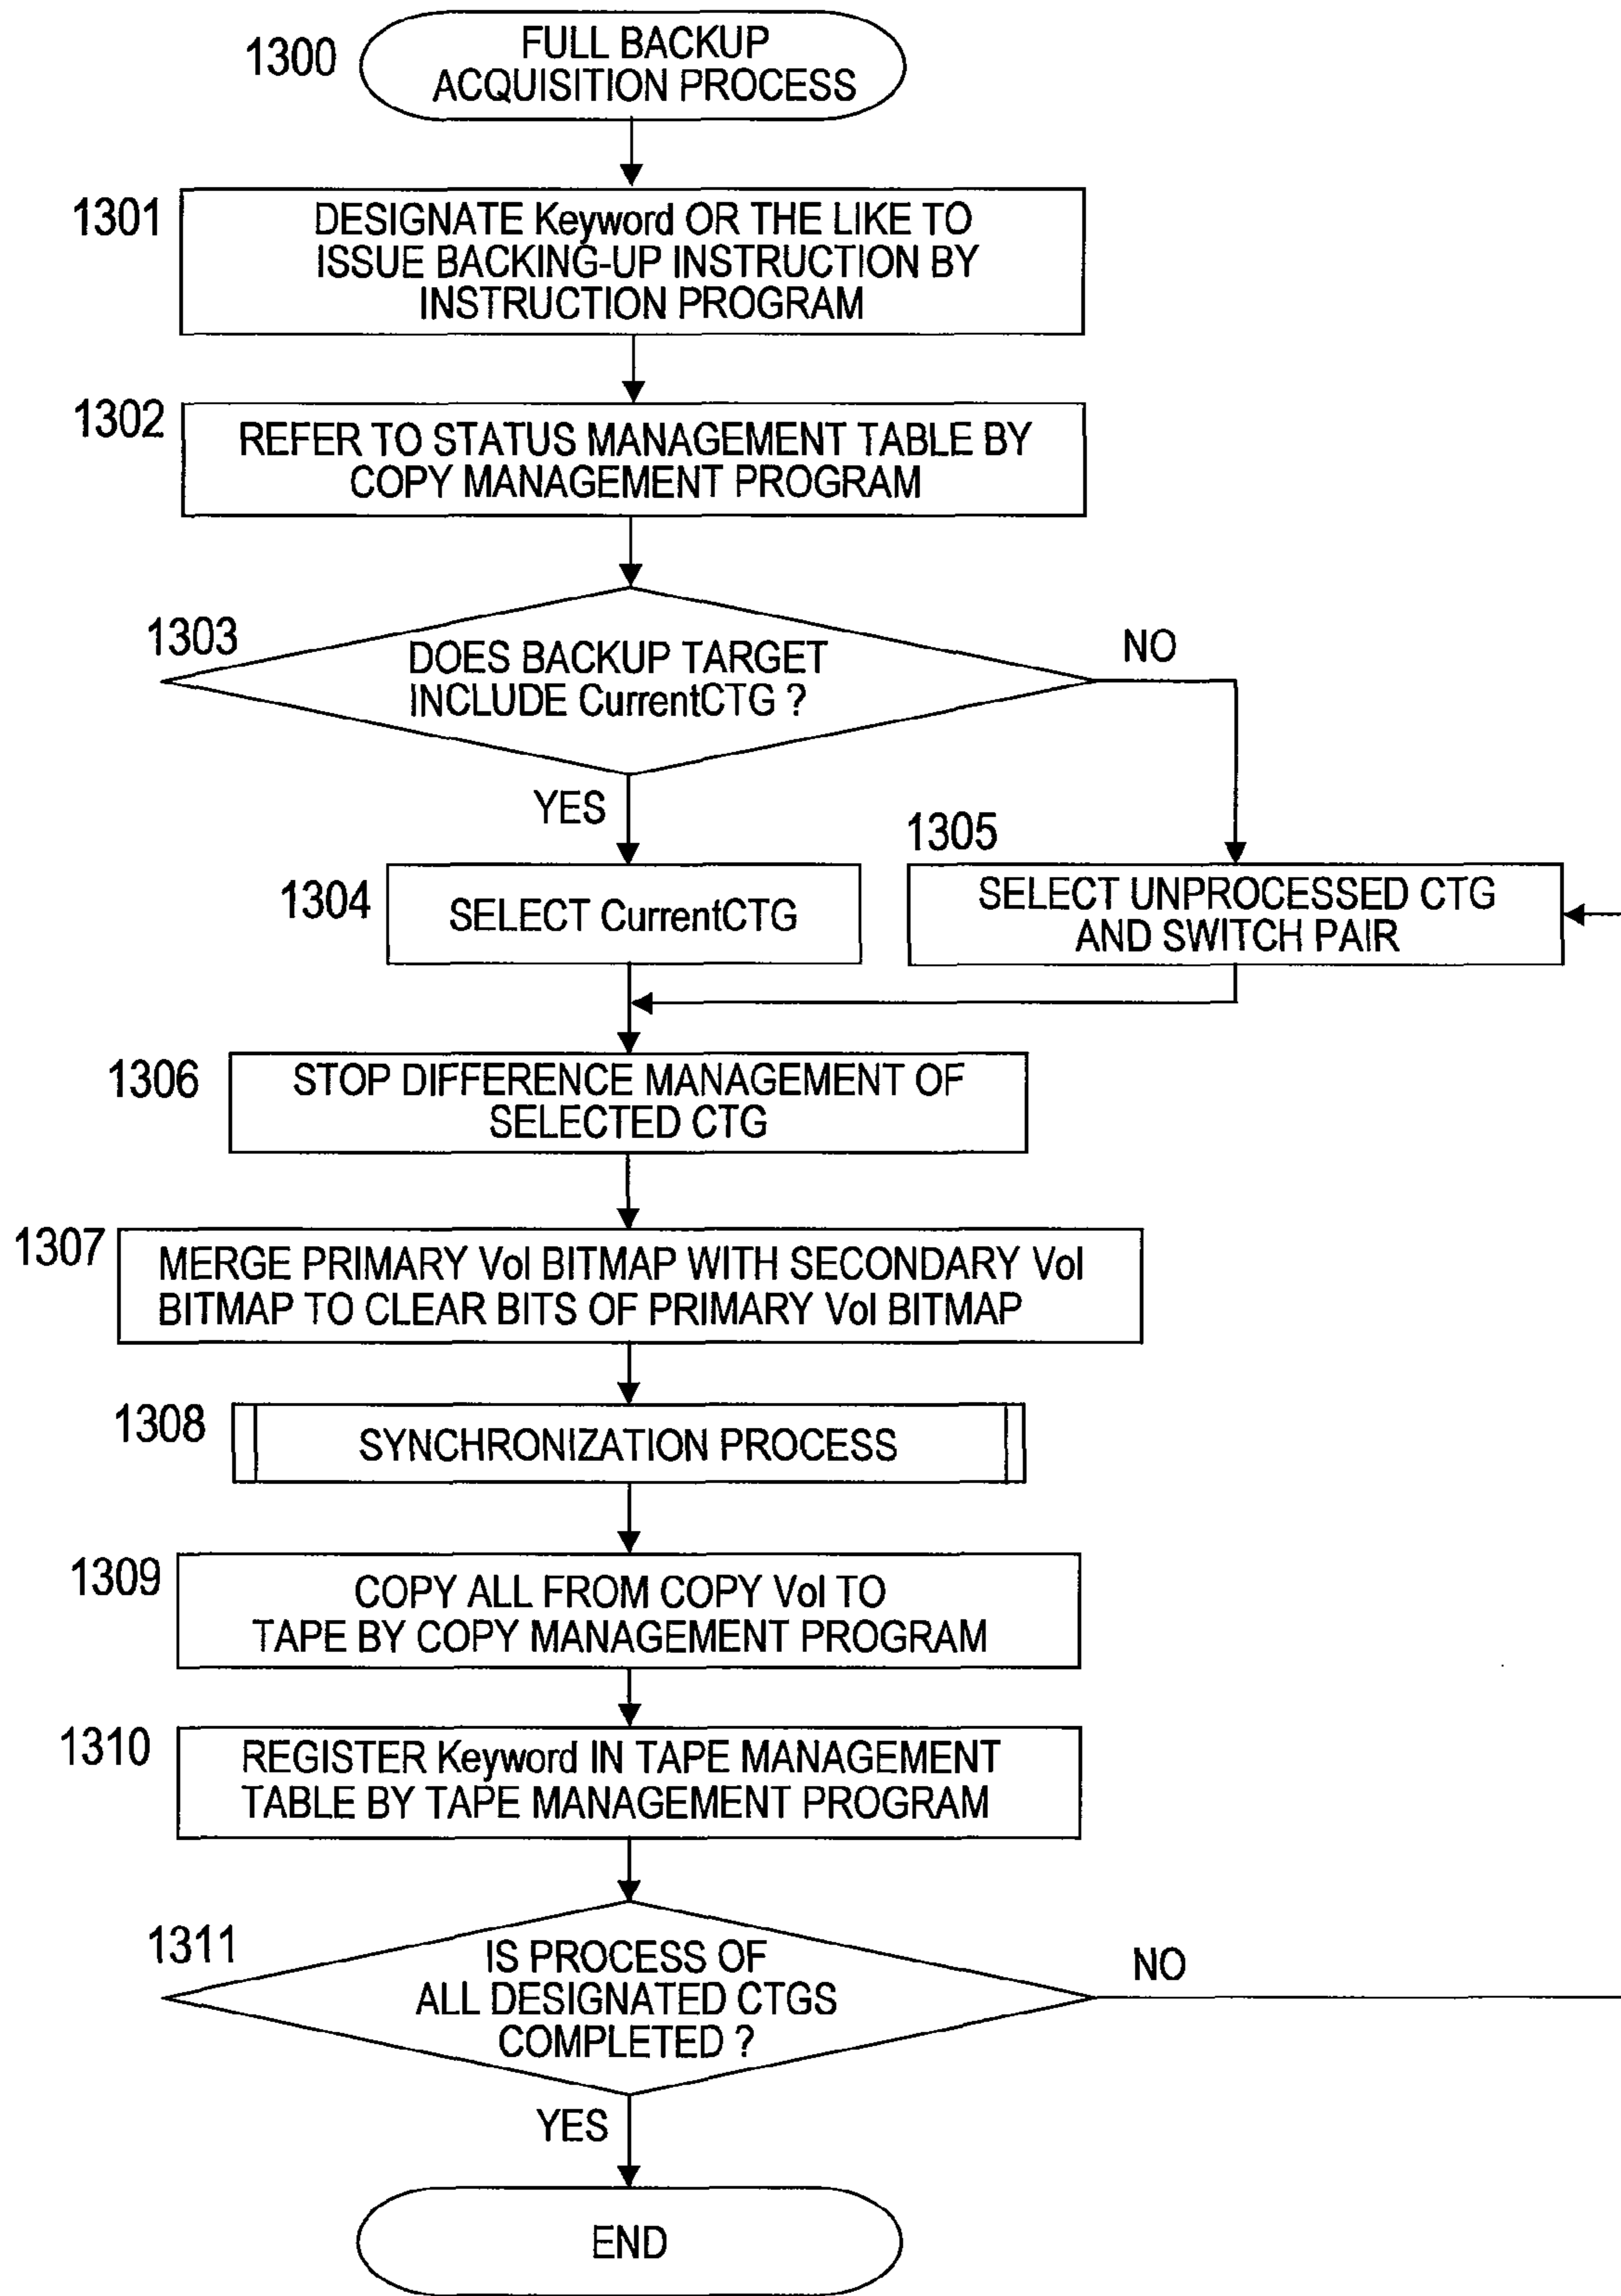 1300
FULL BACKUP
ACQUISITION PROCESS
1301
DESIGNATE Keyword OR THE LIKE TO
ISSUE BACKING-UP INSTRUCTION BY
INSTRUCTION PROGRAM
1302
REFER TO STATUS MANAGEMENT TABLE BY
COPY MANAGEMENT PROGRAM
1303
DOES BACKUP TARGET
INCLUDE CurrentCTG ?
NO
YES
1304
SELECT CurrentCTG
1305
SELECT UNPROCESSED CTG
AND SWITCH PAIR
1306
STOP DIFFERENCE MANAGEMENT OF
SELECTED CTG
1307
MERGE PRIMARY Vol BITMAP WITH SECONDARY Vol
BITMAP TO CLEAR BITS OF PRIMARY Vol BITMAP
1308
SYNCHRONIZATION PROCESS
1309
COPY ALL FROM COPY Vol TO
TAPE BY COPY MANAGEMENT PROGRAM
1310
REGISTER Keyword IN TAPE MANAGEMENT
TABLE BY TAPE MANAGEMENT PROGRAM
1311
IS PROCESS OF
ALL DESIGNATED CTGS
COMPLETED ?
NO
YES
END